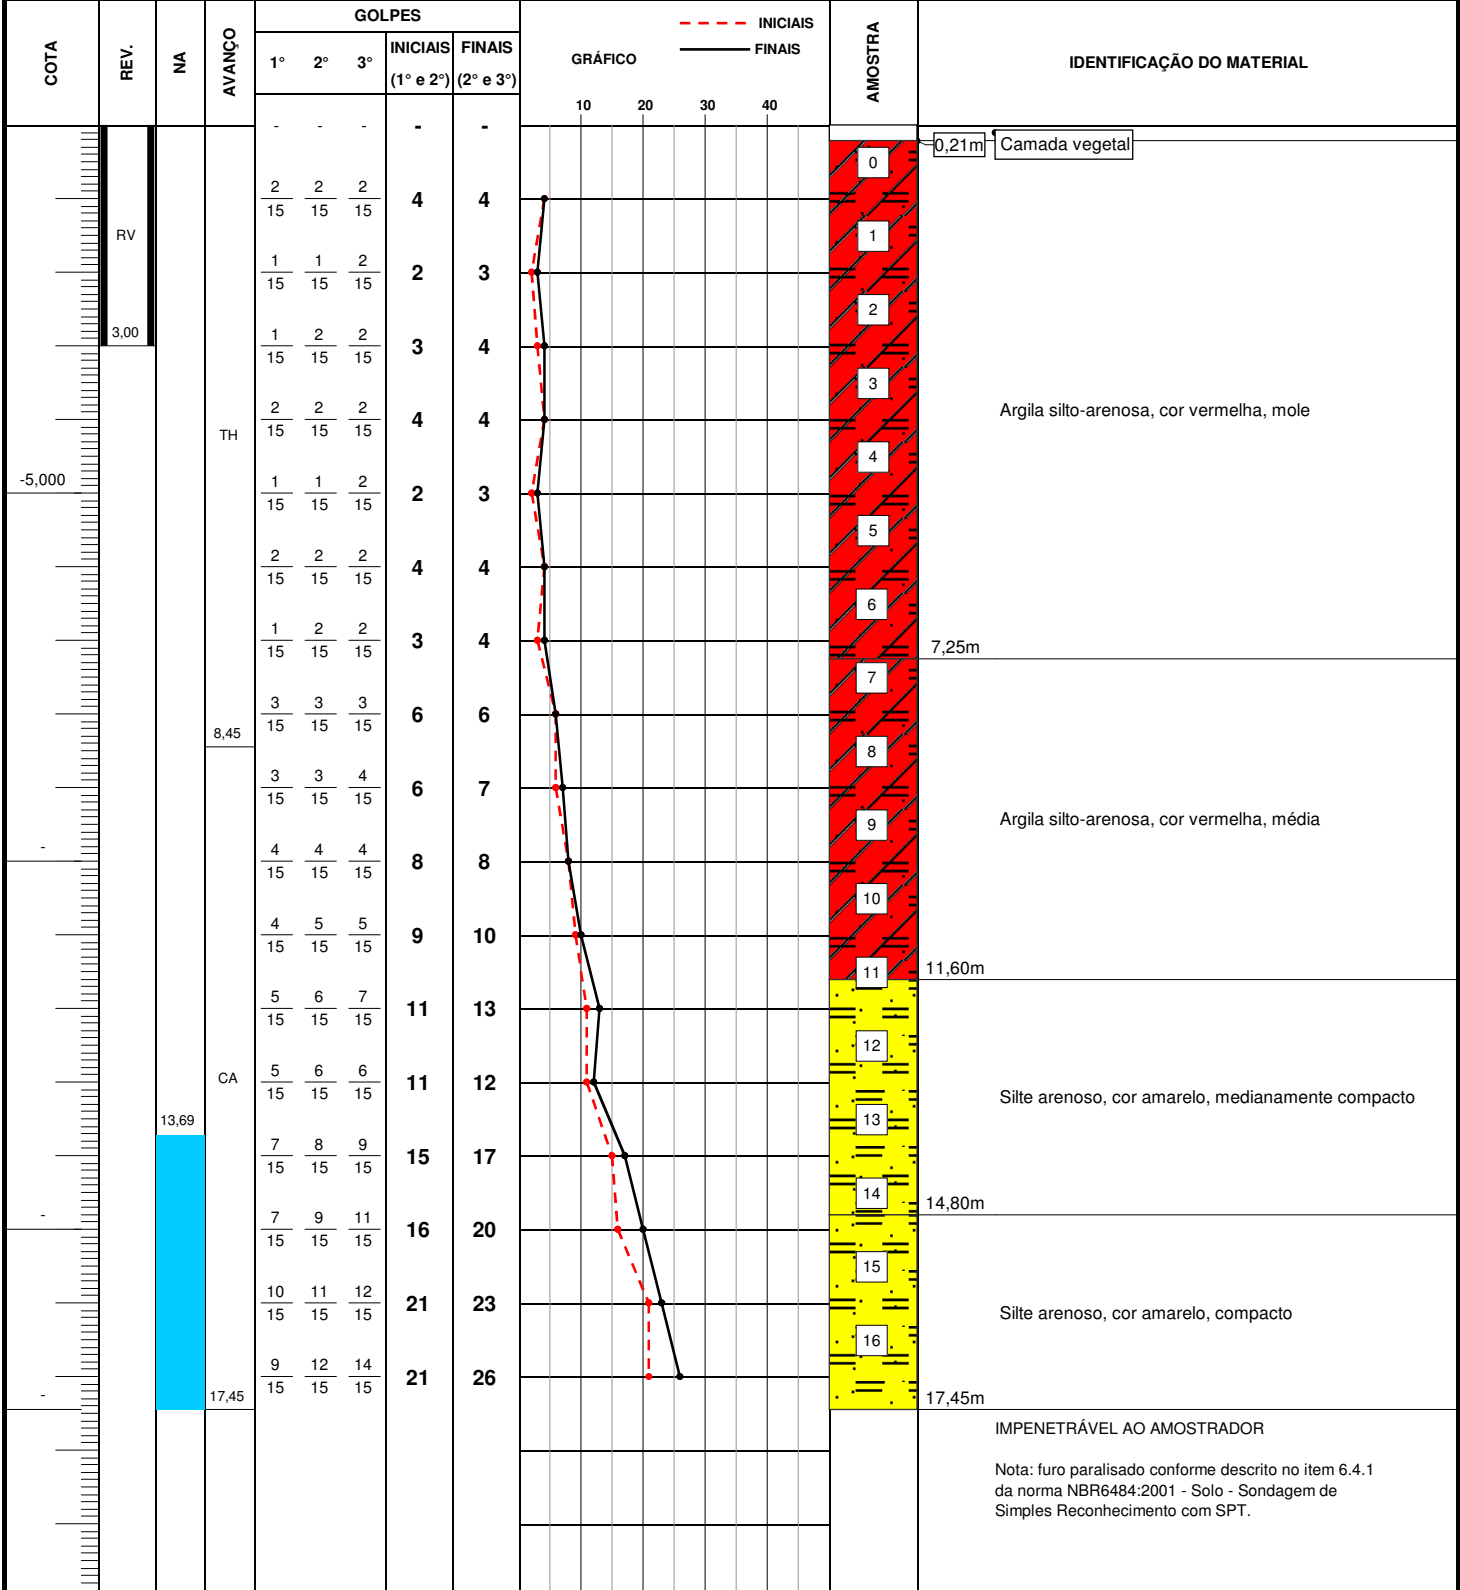 COTA
REV.
NA
AVANÇO
GOLPES
1° 2° 3°
INICIAIS
(1° e 2°)
FINAIS
(2° e 3°)
GRÁFICO
INICIAIS
FINAIS
10 20 30 40
AMOSTRA
IDENTIFICAÇÃO DO MATERIAL
- - - - -
0,21m Camada vegetal
0
2 2 2
15 15 15
4 4
RV
1
1 1 2
15 15 15
2 3
2
3,00
1 2 2
15 15 15
3 4
3
Argila silto-arenosa, cor vermelha, mole
TH
2 2 2
15 15 15
4 4
4
-5,000
1 1 2
15 15 15
2 3
5
2 2 2
15 15 15
4 4
6
1 2 2
15 15 15
3 4
7,25m
7
3 3 3
15 15 15
6 6
8,45
8
3 3 4
15 15 15
6 7
9
Argila silto-arenosa, cor vermelha, média
-
4 4 4
15 15 15
8 8
10
4 5 5
15 15 15
9 10
11
11,60m
5 6 7
15 15 15
11 13
12
CA
5 6 6
15 15 15
11 12
Silte arenoso, cor amarelo, medianamente compacto
13
13,69
7 8 9
15 15 15
15 17
14
14,80m
-
7 9 11
15 15 15
16 20
15
10 11 12
15 15 15
21 23
Silte arenoso, cor amarelo, compacto
16
9 12 14
15 15 15
21 26
-
17,45
17,45m
IMPENETRÁVEL AO AMOSTRADOR
Nota: furo paralisado conforme descrito no item 6.4.1
da norma NBR6484:2001 - Solo - Sondagem de
Simples Reconhecimento com SPT.